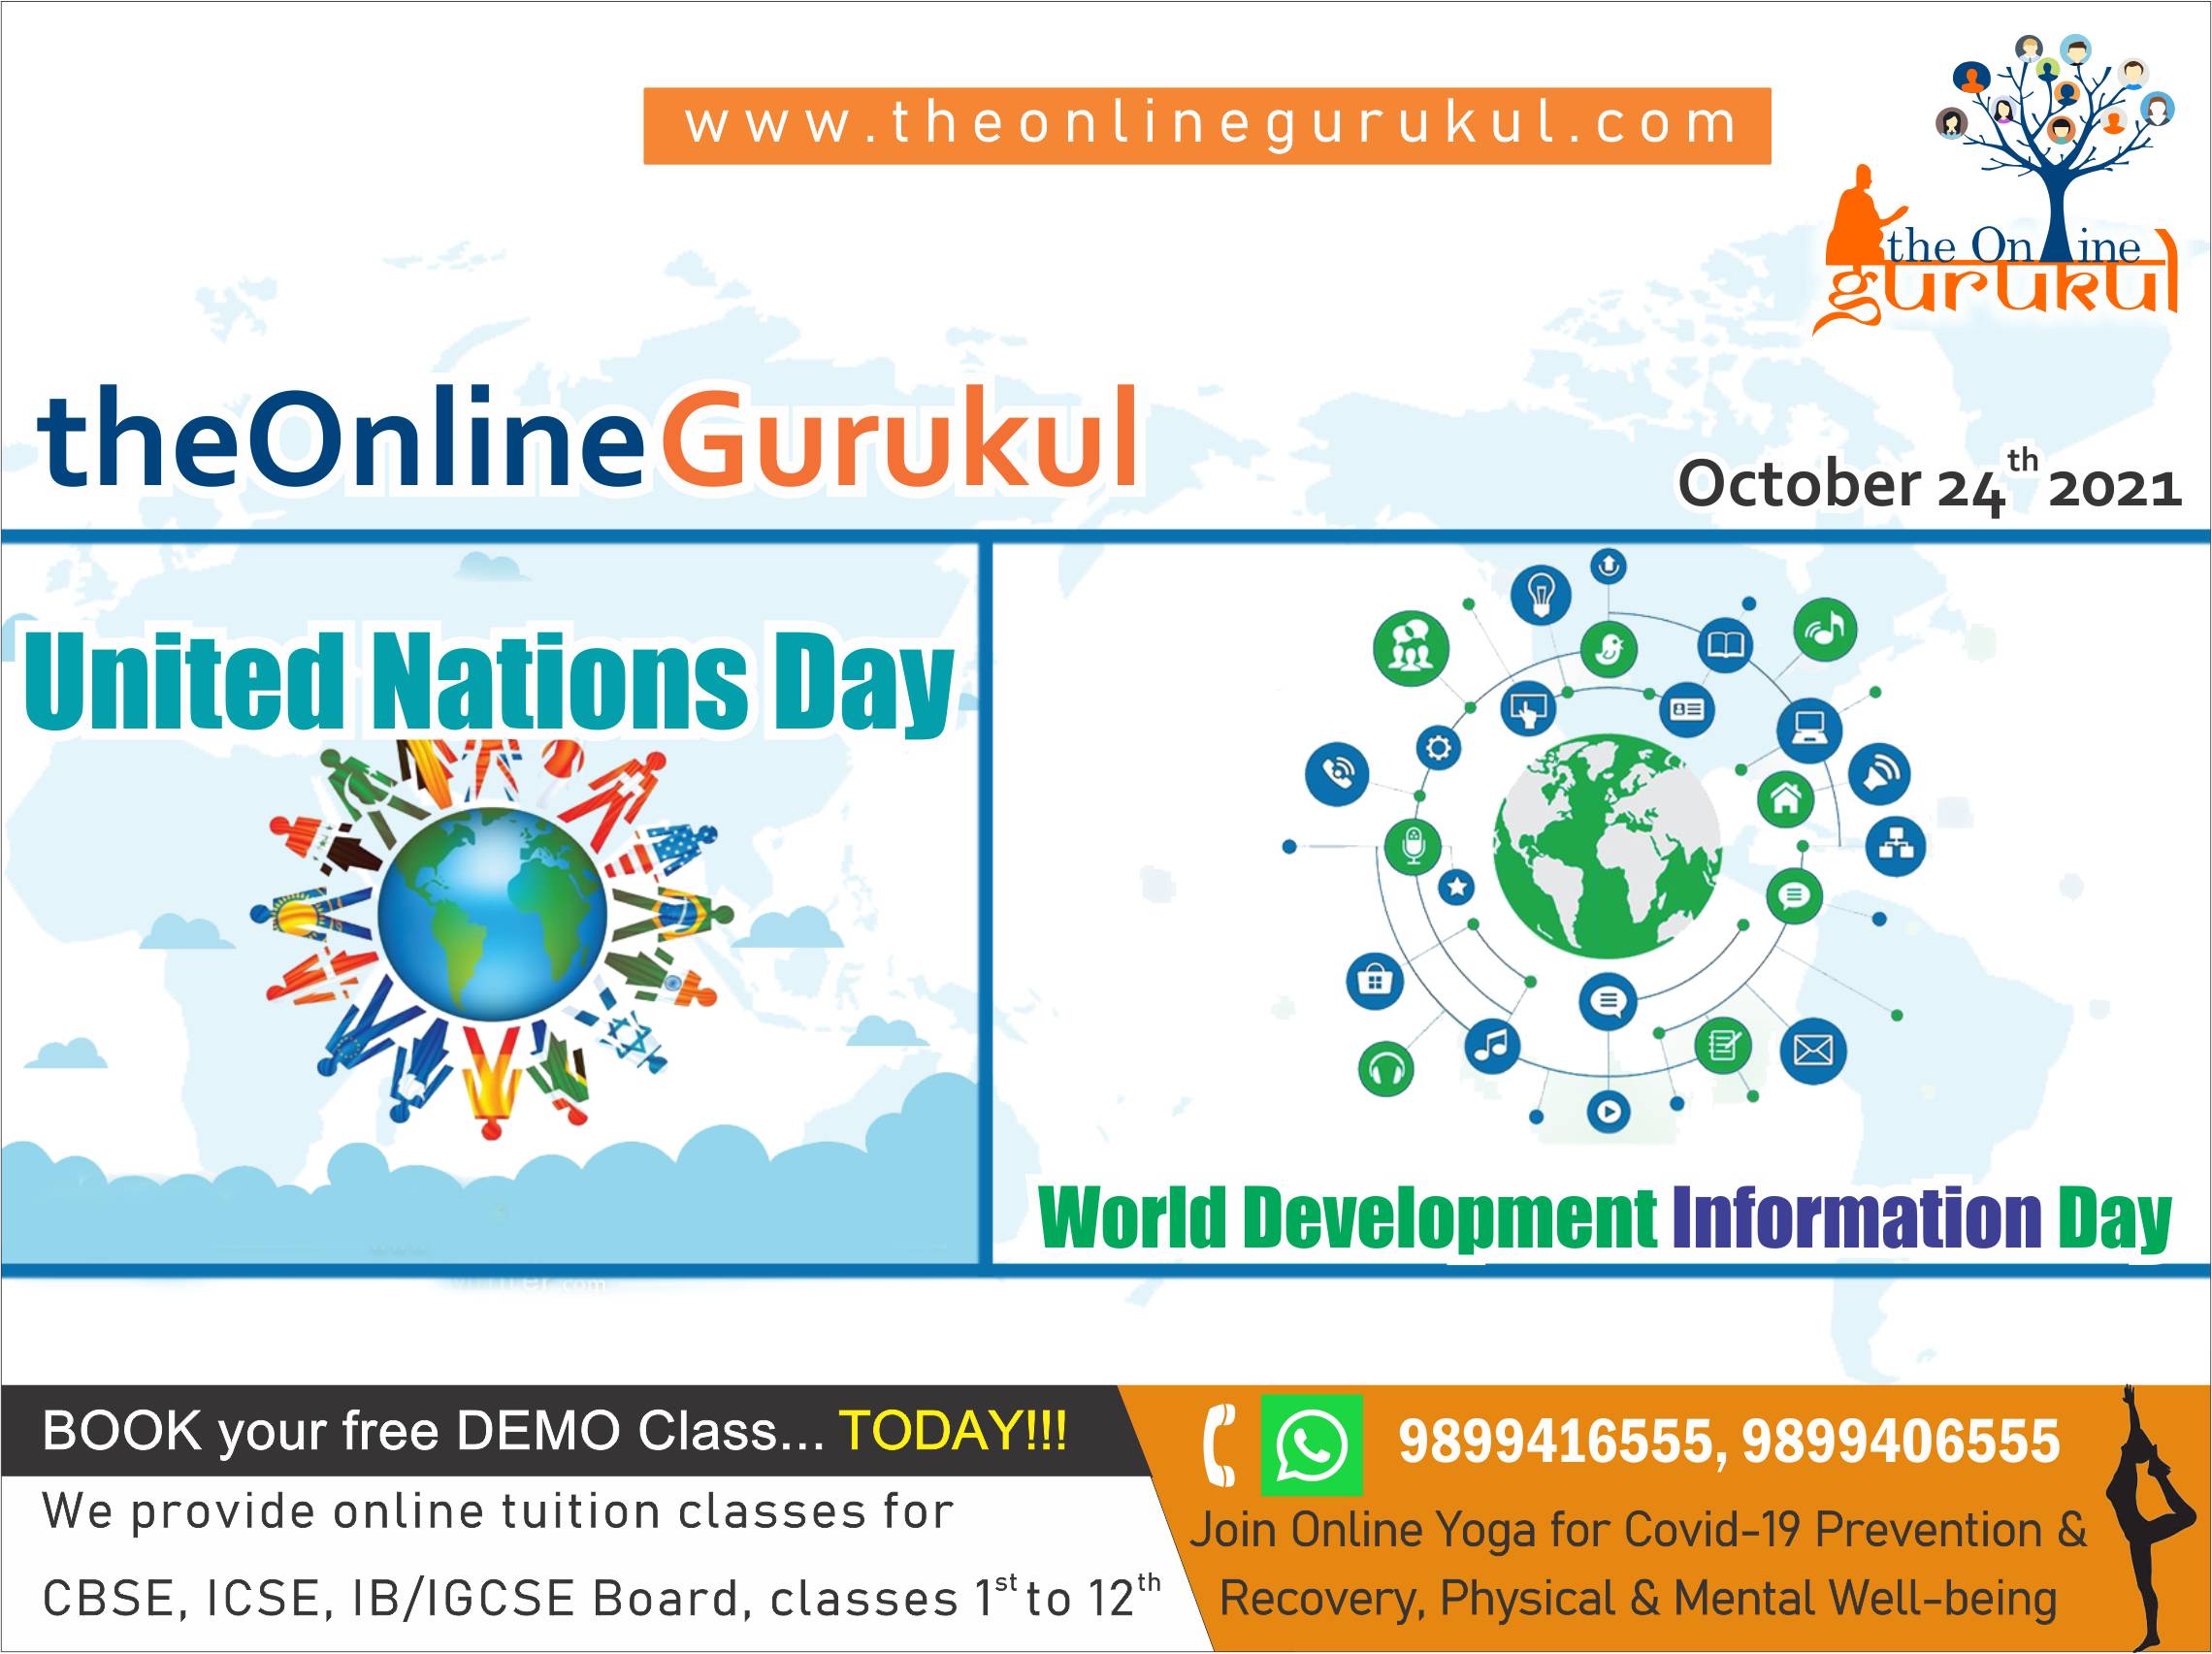 www.theonlinegurukul.com
the Online
gurukul
theOnlineGurukul
October 24th 2021
United Nations Day
World Development Information Day
BOOK your free DEMO Class... TODAY!!!
9899416555, 9899406555
We provide online tuition classes for
CBSE, ICSE, IB/IGCSE Board, classes 1st to 12th
Join Online Yoga for Covid-19 Prevention &
Recovery, Physical & Mental Well-being